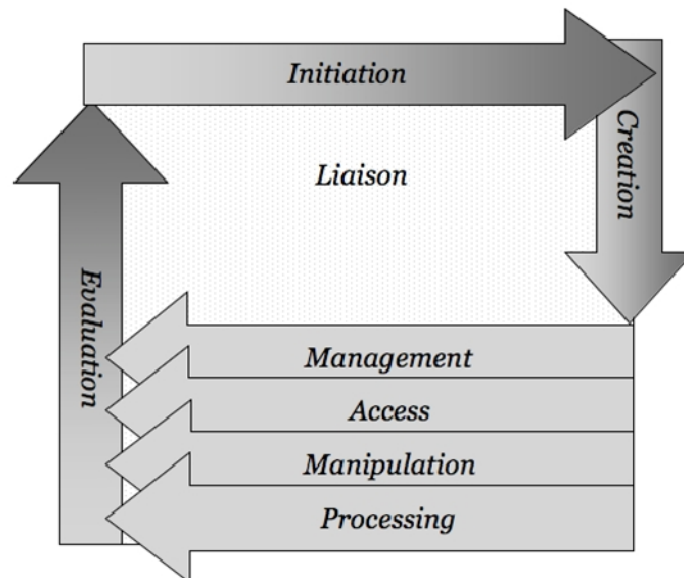 Initiation
Creation
Liaison
Evaluation
Management
Access
Manipulation
Processing